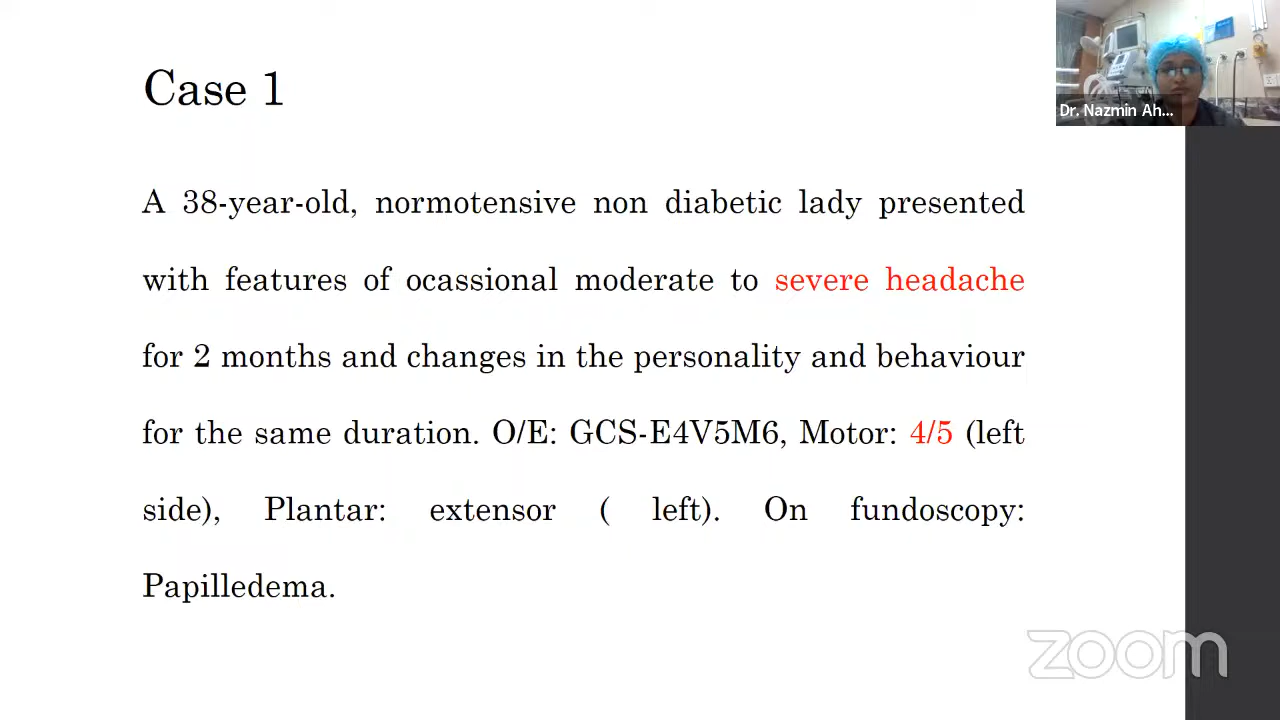 Case 1
Dr. Nazmin Ah...
A 38-year-old, normotensive non diabetic lady presented
with features of ocassional moderate to severe headache
for 2 months and changes in the personality and behaviour
for the same duration. O/E: GCS-E4V5M6, Motor: 4/5 (left
side), Plantar: extensor ( left). On fundoscopy:
Papilledema.
zoom